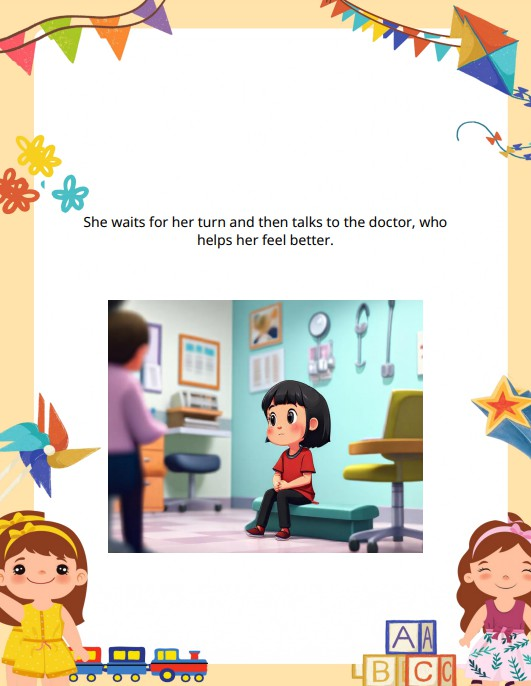 She waits for her turn and then talks to the doctor, who
helps her feel better.
A A
L B C